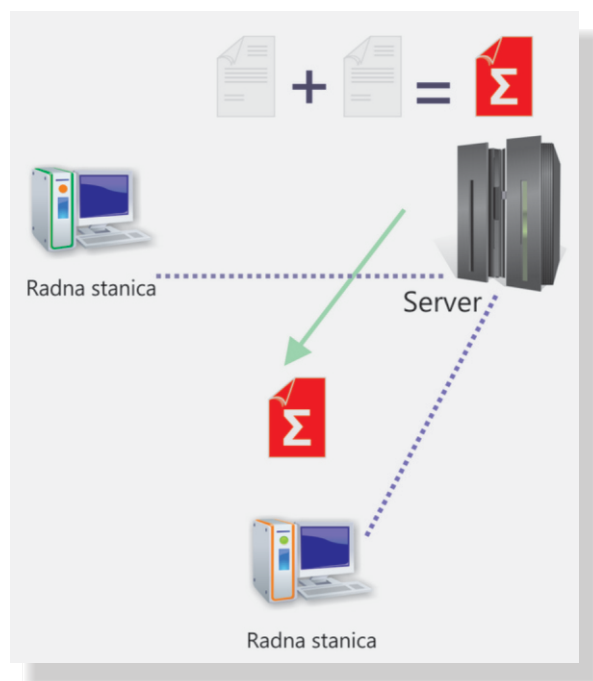 + = Σ
Radna stanica
Server
Σ
Radna stanica